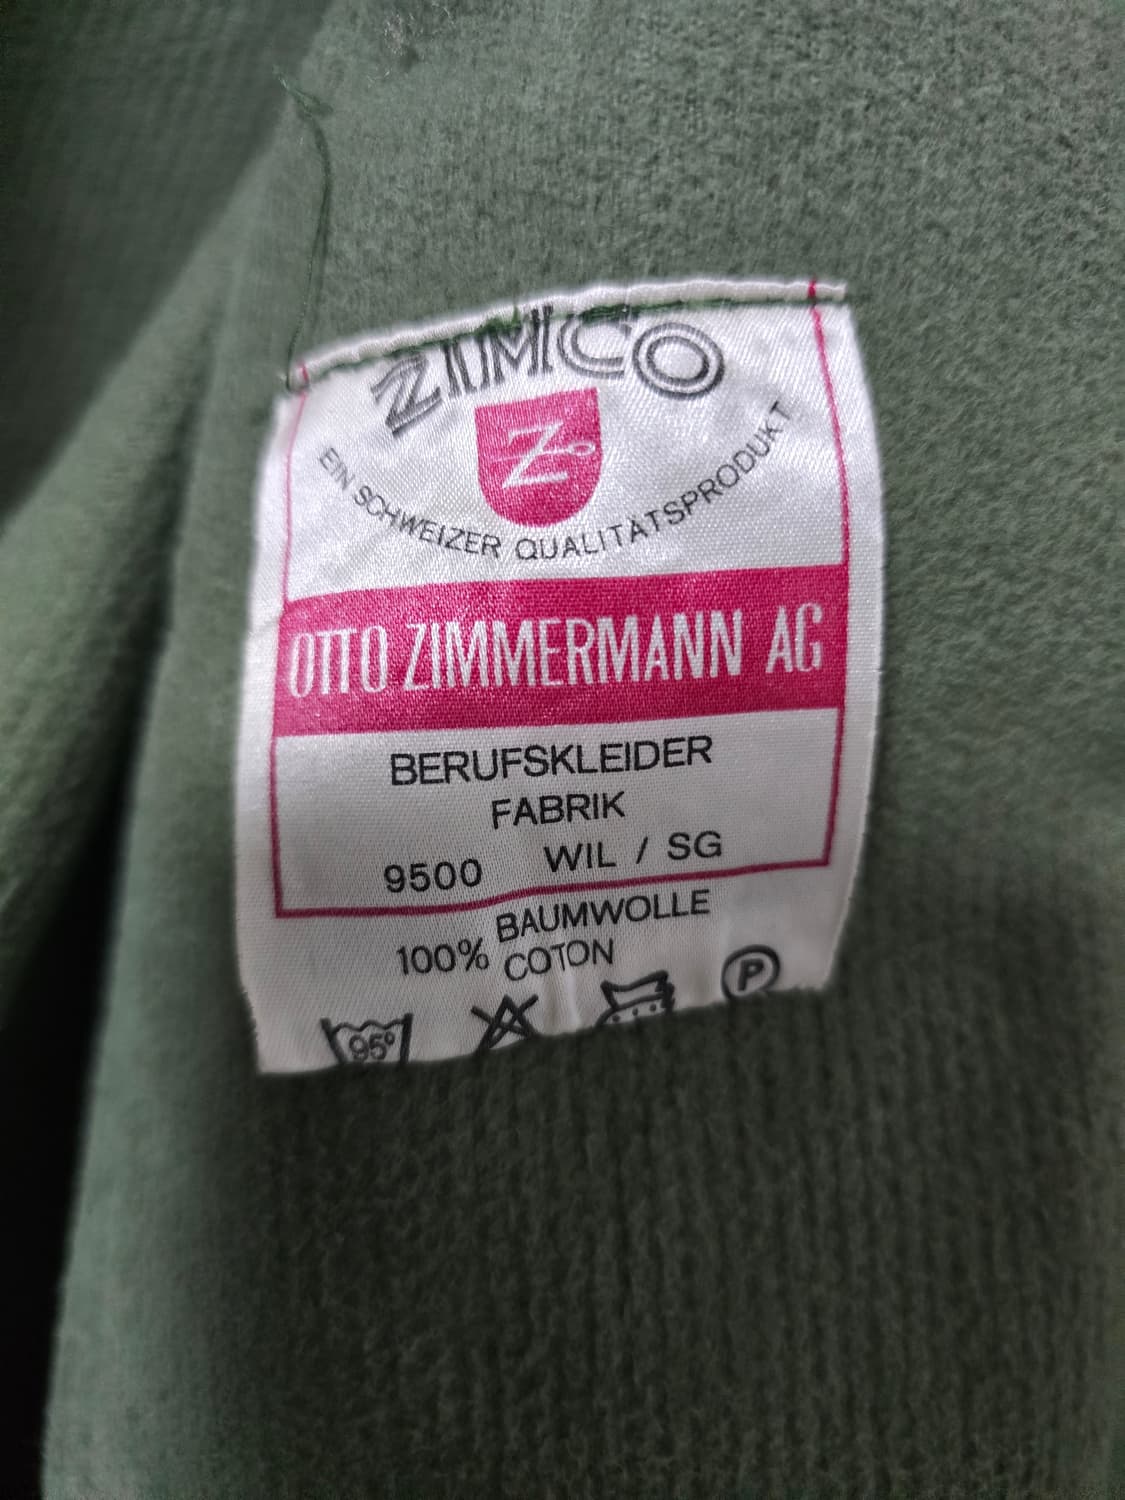 ZIMCO
Z
EIN SCHWEIZER QUALITÄTSPRODUKT
OTTO ZIMMERMANN AG
BERUFSKLEIDER
FABRIK
9500 WIL / SG
BAUMWOLLE
100% COTON
95° P